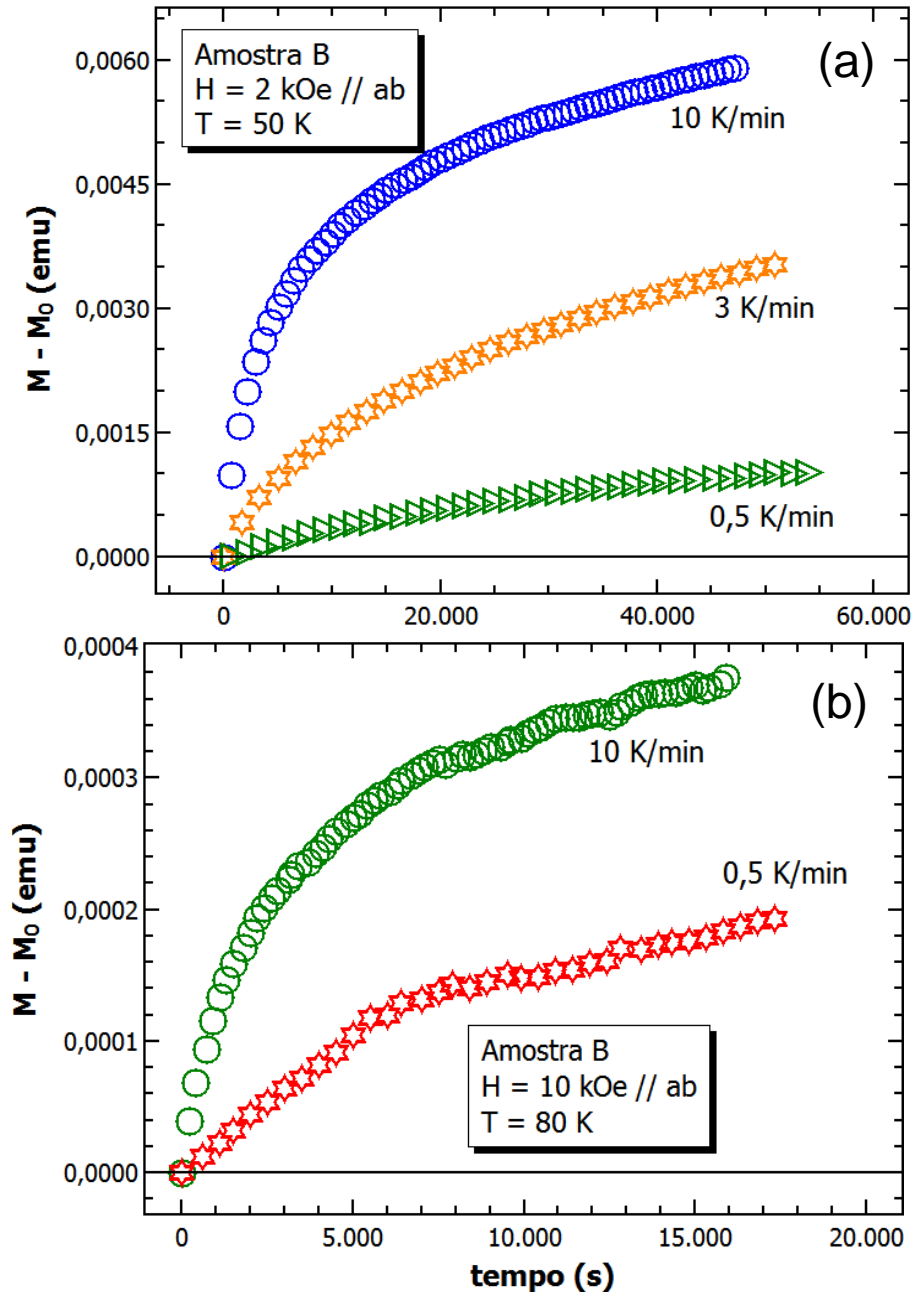 (a)
Amostra B
H = 2 kOe // ab
T = 50 K
10 K/min
3 K/min
0,5 K/min
0,0060
0,0045
0,0030
0,0015
0,0000
M - M₀ (emu)
0
20.000
40.000
60.000
(b)
10 K/min
0,5 K/min
Amostra B
H = 10 kOe // ab
T = 80 K
0,0004
0,0003
0,0002
0,0001
0,0000
M - M₀ (emu)
0
5.000
10.000
15.000
20.000
tempo (s)